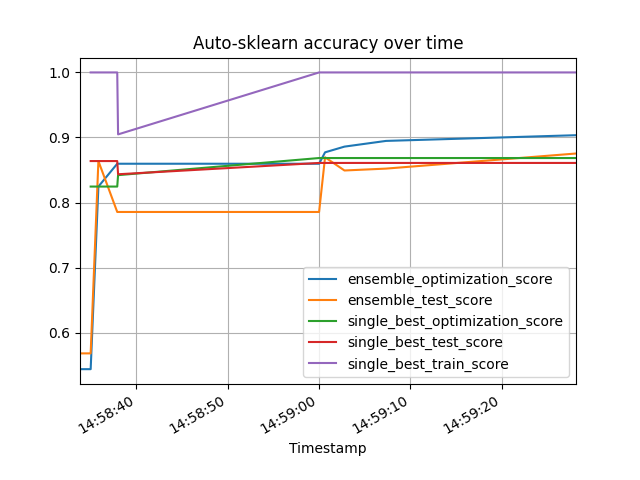 Auto-sklearn accuracy over time
1.0
0.9
0.8
0.7
0.6
ensemble_optimization_score
ensemble_test_score
single_best_optimization_score
single_best_test_score
single_best_train_score
14:58:40
14:58:50
14:59:00
14:59:10
14:59:20
Timestamp